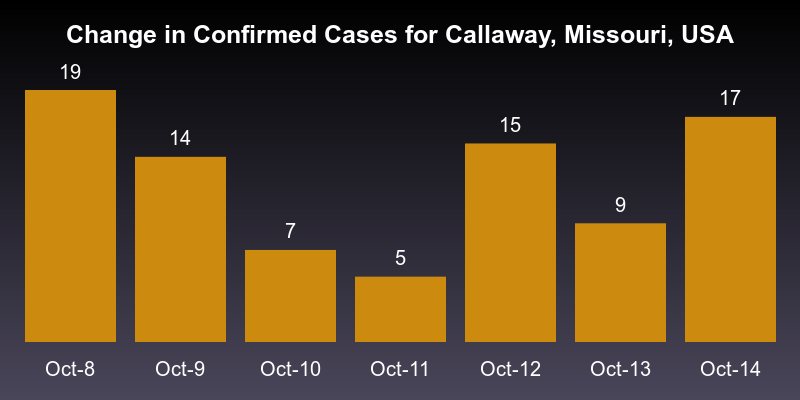 Change in Confirmed Cases for Callaway, Missouri, USA
19
14
7
5
15
9
17
Oct-8
Oct-9
Oct-10
Oct-11
Oct-12
Oct-13
Oct-14